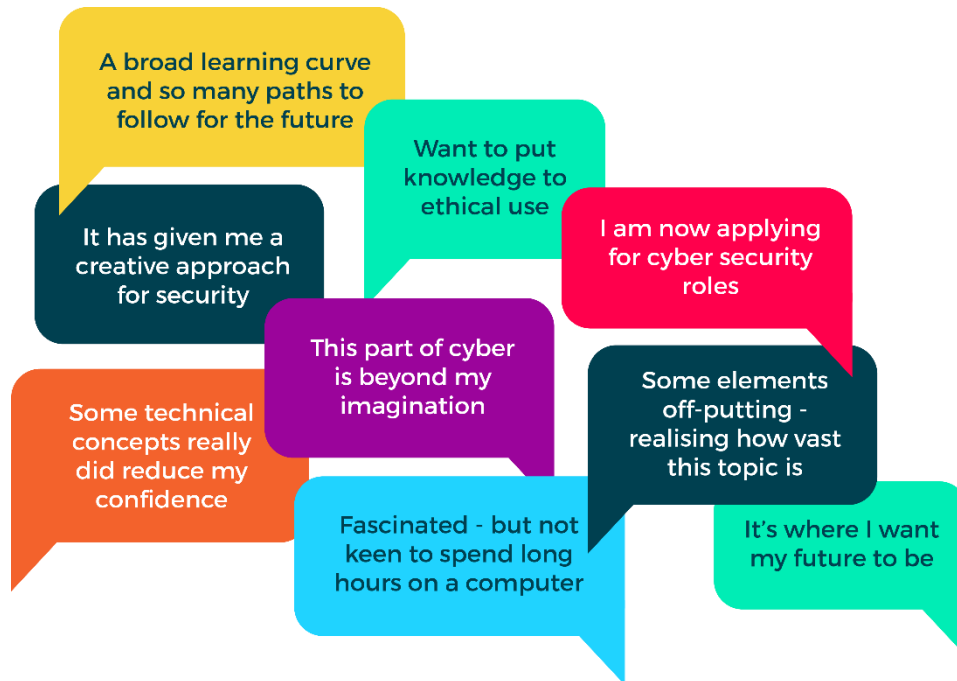 A broad learning curve
and so many paths to
follow for the future
Want to put
knowledge to
ethical use
It has given me a
creative approach
for security
I am now applying
for cyber security
roles
This part of cyber
is beyond my
imagination
Some elements
off-putting -
realising how vast
this topic is
Some technical
concepts really
did reduce my
confidence
Fascinated - but not
keen to spend long
hours on a computer
It's where I want
my future to be